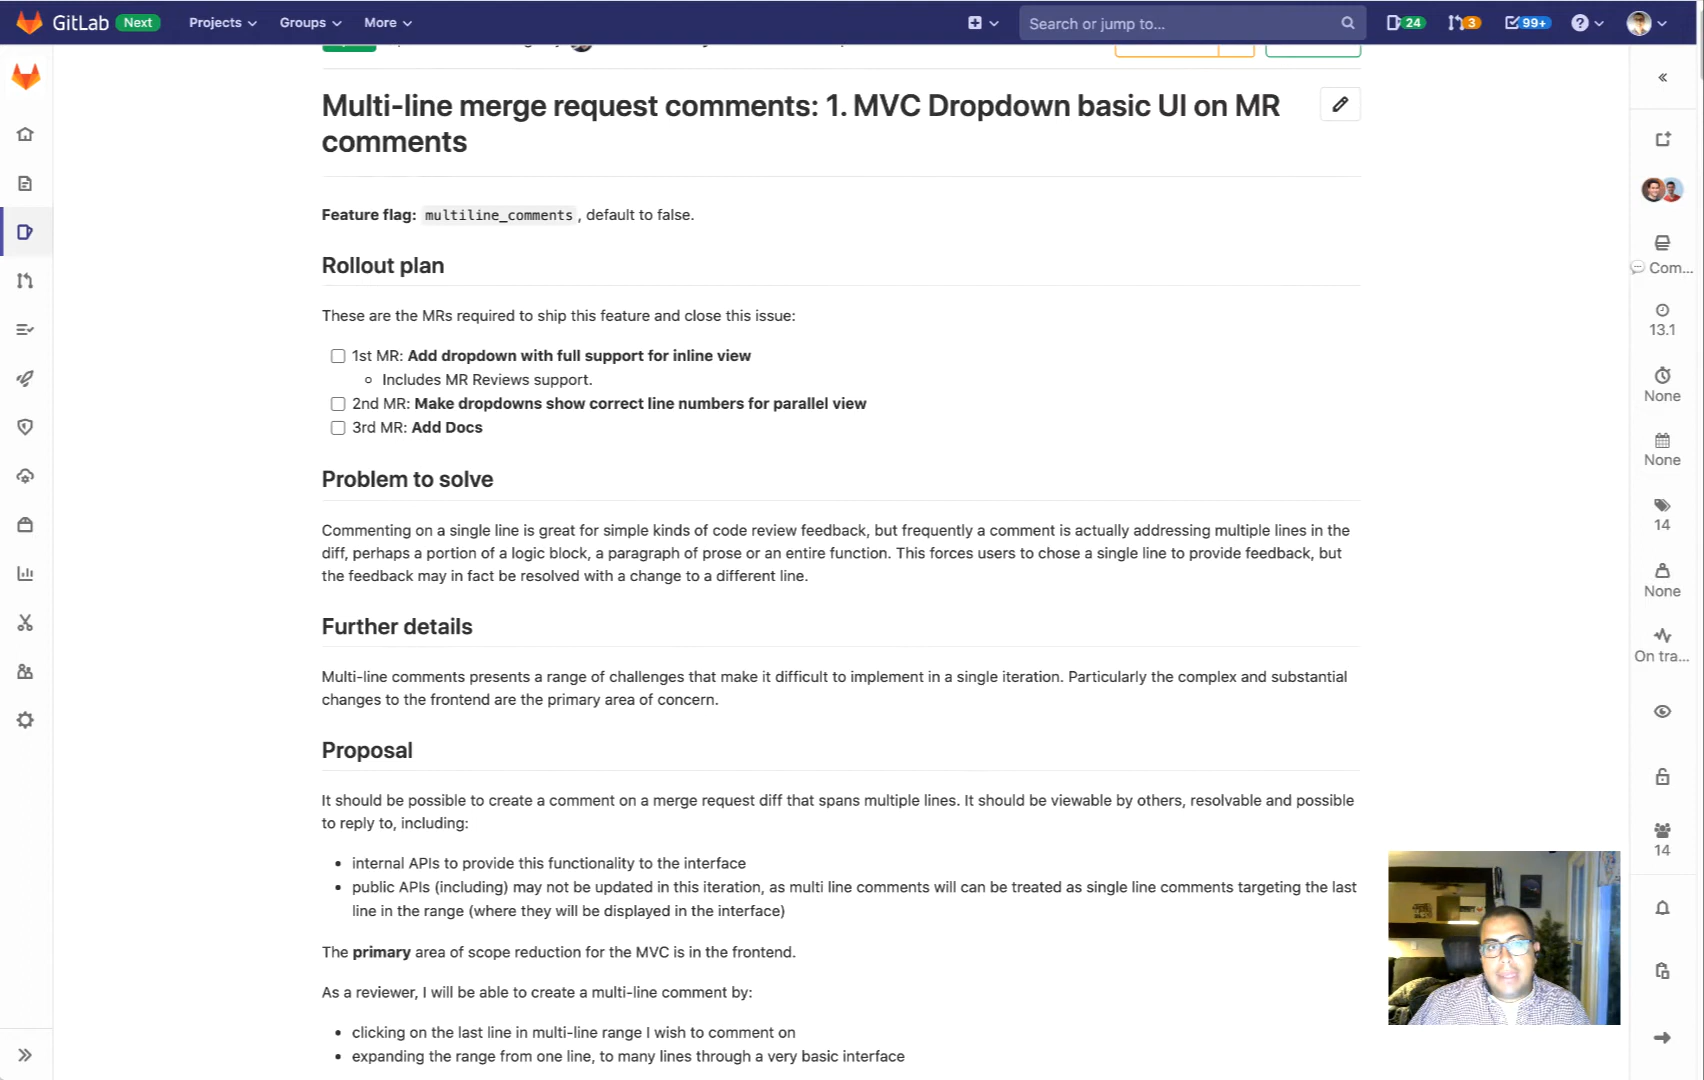 GitLab Next Projects Groups More Search or jump to... 24 3 99+
Multi-line merge request comments: 1. MVC Dropdown basic UI on MR
comments
Feature flag: multiline_comments, default to false.
Rollout plan
These are the MRs required to ship this feature and close this issue:
1st MR: Add dropdown with full support for inline view
Includes MR Reviews support.
2nd MR: Make dropdowns show correct line numbers for parallel view
3rd MR: Add Docs
Problem to solve
Commenting on a single line is great for simple kinds of code review feedback, but frequently a comment is actually addressing multiple lines in the
diff, perhaps a portion of a logic block, a paragraph of prose or an entire function. This forces users to chose a single line to provide feedback, but
the feedback may in fact be resolved with a change to a different line.
Further details
Multi-line comments presents a range of challenges that make it difficult to implement in a single iteration. Particularly the complex and substantial
changes to the frontend are the primary area of concern.
Proposal
It should be possible to create a comment on a merge request diff that spans multiple lines. It should be viewable by others, resolvable and possible
to reply to, including:
internal APIs to provide this functionality to the interface
public APIs (including) may not be updated in this iteration, as multi line comments will can be treated as single line comments targeting the last
line in the range (where they will be displayed in the interface)
The primary area of scope reduction for the MVC is in the frontend.
As a reviewer, I will be able to create a multi-line comment by:
clicking on the last line in multi-line range I wish to comment on
expanding the range from one line, to many lines through a very basic interface
Com...
13.1
None
None
14
None
On tra...
14